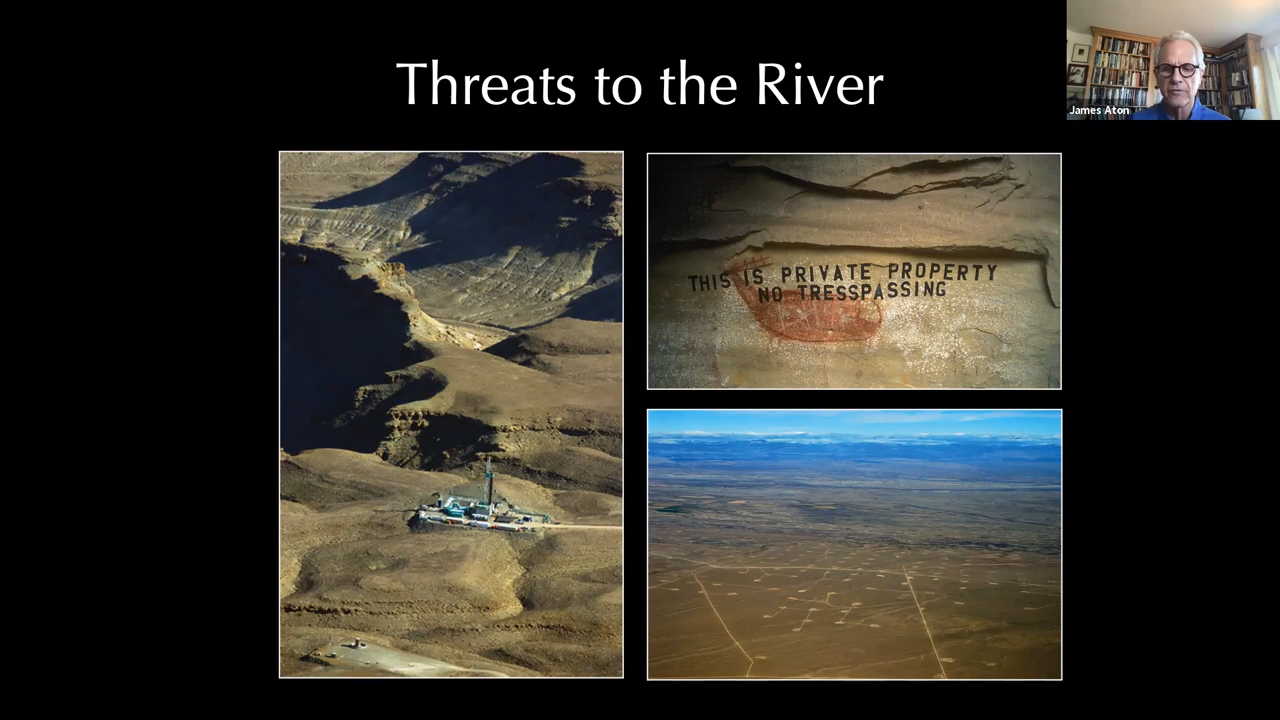 Threats to the River
James Aton
THIS IS PRIVATE PROPERTY
NO TRESSPASSING